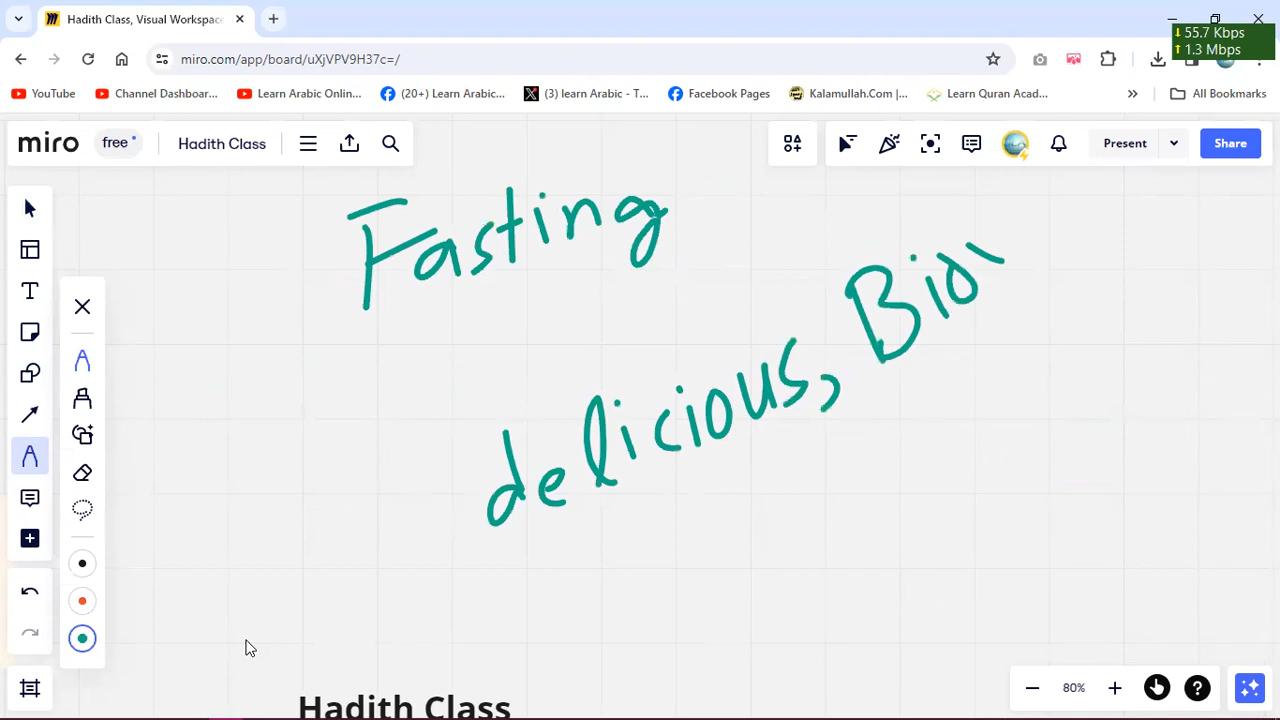 Hadith Class, Visual Workspac
55.7 Kbps
1.3 Mbps
miro.com/app/board/uXjVPV9H37c=/
YouTube
Channel Dashboar...
Learn Arabic Onlin...
(20+) Learn Arabic...
(3) learn Arabic - T...
Facebook Pages
Kalamullah.Com |...
Learn Quran Acad...
All Bookmarks
miro
free
Hadith Class
Present
Share
Fasting
delicious,
80%
Hadith Class